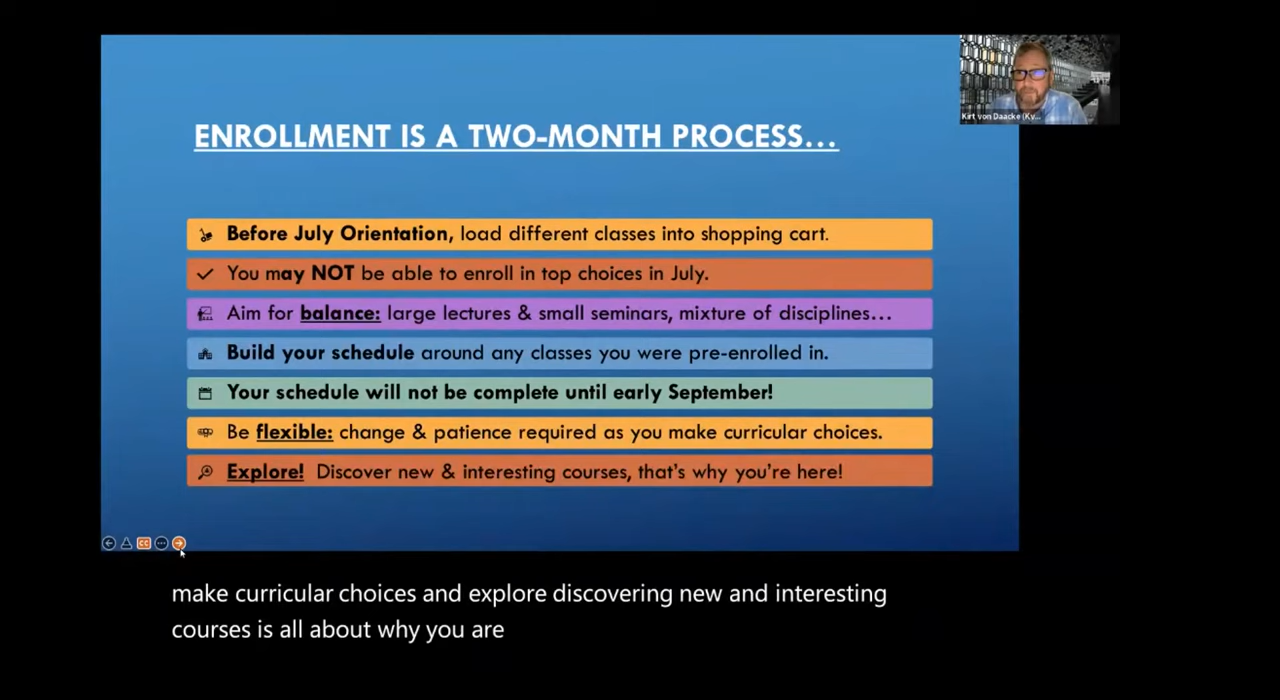 Kirt von Daacke (Ky...
ENROLLMENT IS A TWO-MONTH PROCESS...
Before July Orientation, load different classes into shopping cart.
You may NOT be able to enroll in top choices in July.
Aim for balance: large lectures & small seminars, mixture of disciplines...
Build your schedule around any classes you were pre-enrolled in.
Your schedule will not be complete until early September!
Be flexible: change & patience required as you make curricular choices.
Explore! Discover new & interesting courses, that's why you're here!
CC
make curricular choices and explore discovering new and interesting
courses is all about why you are